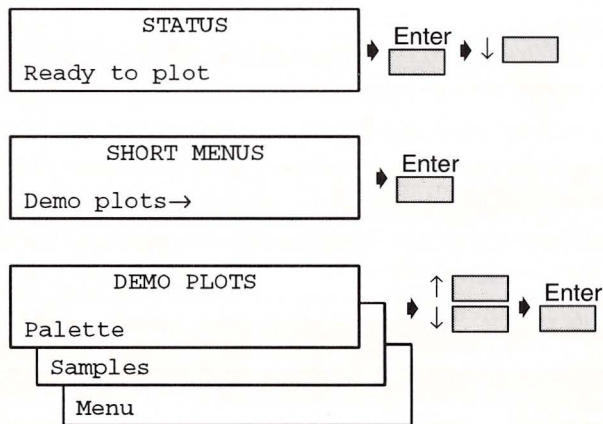 STATUS
Ready to plot
Enter
↓
SHORT MENUS
Demo plots→
Enter
DEMO PLOTS
Palette
Samples
Menu
↑
↓
Enter